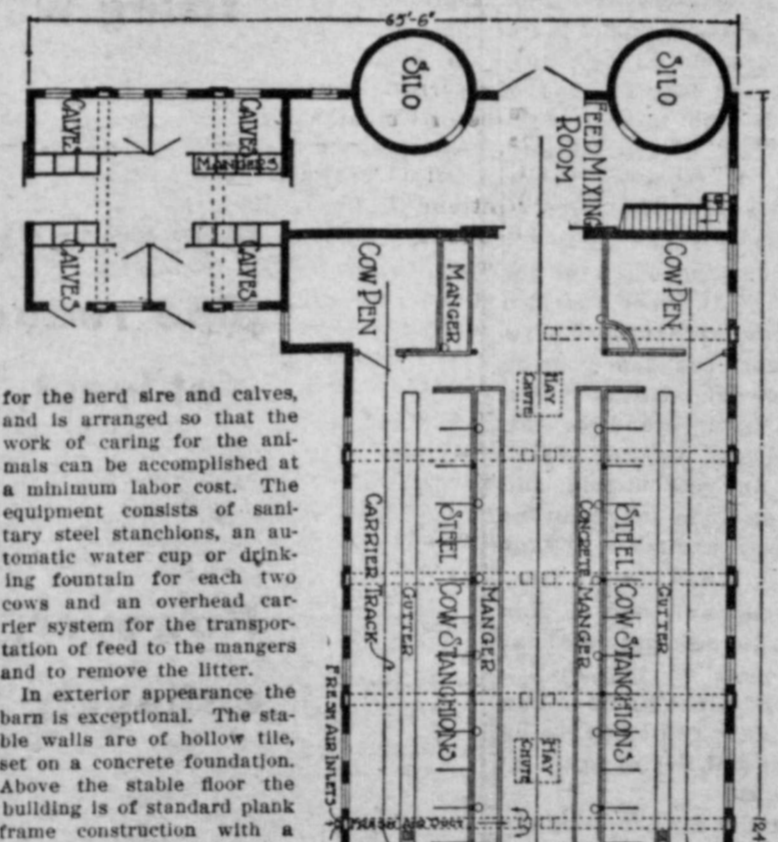 65'-6"
SILO
SILO
CALVES
CALVES
MANGERS
FEED MIXING
ROOM
CALVES
CALVES
COW PEN
MANGER
COW PEN
HAY
CHUTE
for the herd sire and calves,
and is arranged so that the
work of caring for the ani-
mals can be accomplished at
a minimum labor cost. The
equipment consists of sani-
tary steel stanchions, an au-
tomatic water cup or drink-
ing fountain for each two
cows and an overhead car-
rier system for the transpor-
tation of feed to the mangers
and to remove the litter.
In exterior appearance the
barn is exceptional. The sta-
ble walls are of hollow tile,
set on a concrete foundation.
Above the stable floor the
building is of standard plank
frame construction with a
CARRIER TRACK
GUTTER
STEEL COW STANCHIONS
MANGER
CONCRETE MANGER
STEEL COW STANCHIONS
GUTTER
HAY
CHUTE
FRESH AIR INLETS
FRESH AIR DUCT
124